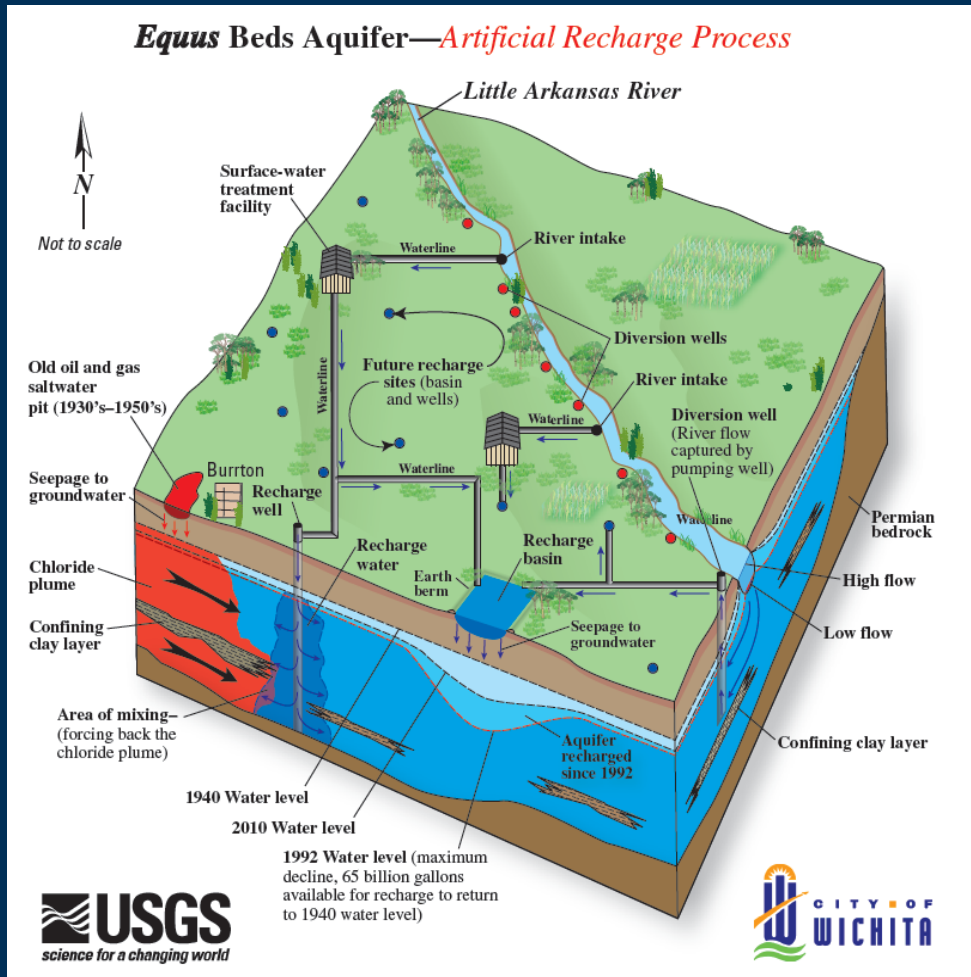 Equus Beds Aquifer—Artificial Recharge Process
Little Arkansas River
N
Not to scale
Surface-water
treatment
facility
Waterline
River intake
Diversion wells
Future recharge
sites (basin
and wells)
Waterline
River intake
Old oil and gas
saltwater
pit (1930's–1950's)
Waterline
Diversion well
(River flow
captured by
pumping well)
Burrton
Waterline
Seepage to
groundwater
Recharge
well
Waterline
Permian
bedrock
Recharge
water
Recharge
basin
Earth
berm
Chloride
plume
High flow
Confining
clay layer
Seepage to
groundwater
Low flow
Area of mixing–
(forcing back the
chloride plume)
Aquifer
recharged
since 1992
Confining clay layer
1940 Water level
2010 Water level
1992 Water level (maximum
decline, 65 billion gallons
available for recharge to return
to 1940 water level)
USGS
science for a changing world
CITY OF
WICHITA